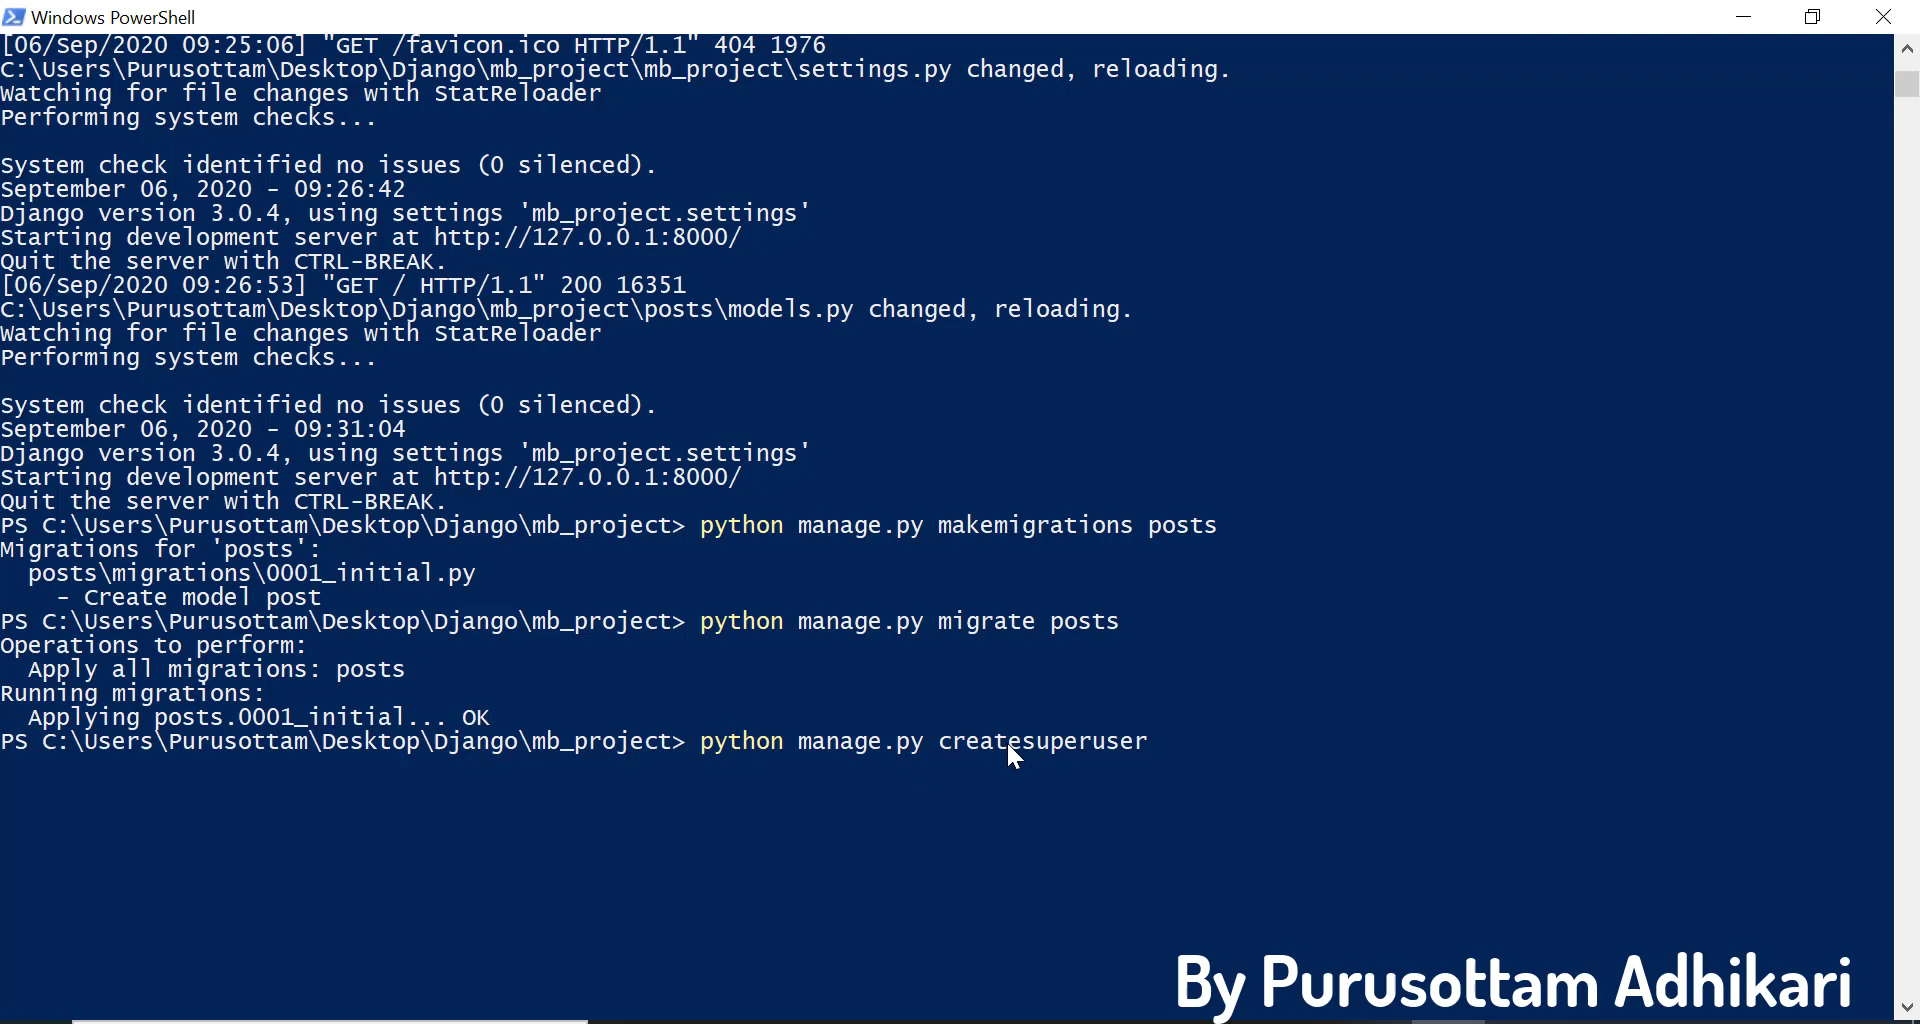 Windows PowerShell
[06/Sep/2020 09:25:06] "GET /favicon.ico HTTP/1.1" 404 1976
C:\Users\Purusottam\Desktop\Django\mb_project\mb_project\settings.py changed, reloading.
Watching for file changes with StatReloader
Performing system checks...
System check identified no issues (0 silenced).
September 06, 2020 - 09:26:42
Django version 3.0.4, using settings 'mb_project.settings'
Starting development server at http://127.0.0.1:8000/
Quit the server with CTRL-BREAK.
[06/Sep/2020 09:26:53] "GET / HTTP/1.1" 200 16351
C:\Users\Purusottam\Desktop\Django\mb_project\posts\models.py changed, reloading.
Watching for file changes with StatReloader
Performing system checks...
System check identified no issues (0 silenced).
September 06, 2020 - 09:31:04
Django version 3.0.4, using settings 'mb_project.settings'
Starting development server at http://127.0.0.1:8000/
Quit the server with CTRL-BREAK.
PS C:\Users\Purusottam\Desktop\Django\mb_project> python manage.py makemigrations posts
Migrations for 'posts':
  posts\migrations\0001_initial.py
    - Create model post
PS C:\Users\Purusottam\Desktop\Django\mb_project> python manage.py migrate posts
Operations to perform:
  Apply all migrations: posts
Running migrations:
  Applying posts.0001_initial... OK
PS C:\Users\Purusottam\Desktop\Django\mb_project> python manage.py createsuperuser
By Purusottam Adhikari